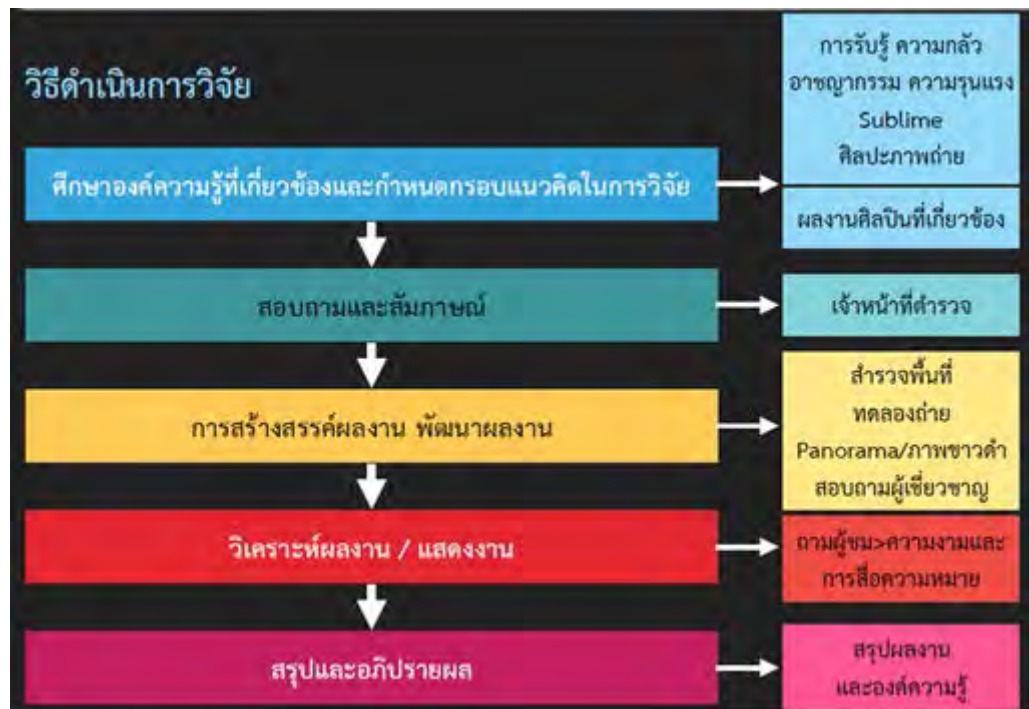 วิธีดำเนินการวิจัย
ศึกษาองค์ความรู้ที่เกี่ยวข้องและกำหนดกรอบแนวคิดในการวิจัย
การรับรู้ ความกลัว
อาชญากรรม ความรุนแรง
Sublime
ศิลปะภาพถ่าย
ผลงานศิลปินที่เกี่ยวข้อง
สอบถามและสัมภาษณ์
เจ้าหน้าที่ตำรวจ
การสร้างสรรค์ผลงาน พัฒนาผลงาน
สำรวจพื้นที่
ทดลองถ่าย
Panorama/ภาพขาวดำ
สอบถามผู้เชี่ยวชาญ
วิเคราะห์ผลงาน / แสดงงาน
ถามผู้ชม>ความงามและ
การสื่อความหมาย
สรุปและอภิปรายผล
สรุปผลงาน
และองค์ความรู้